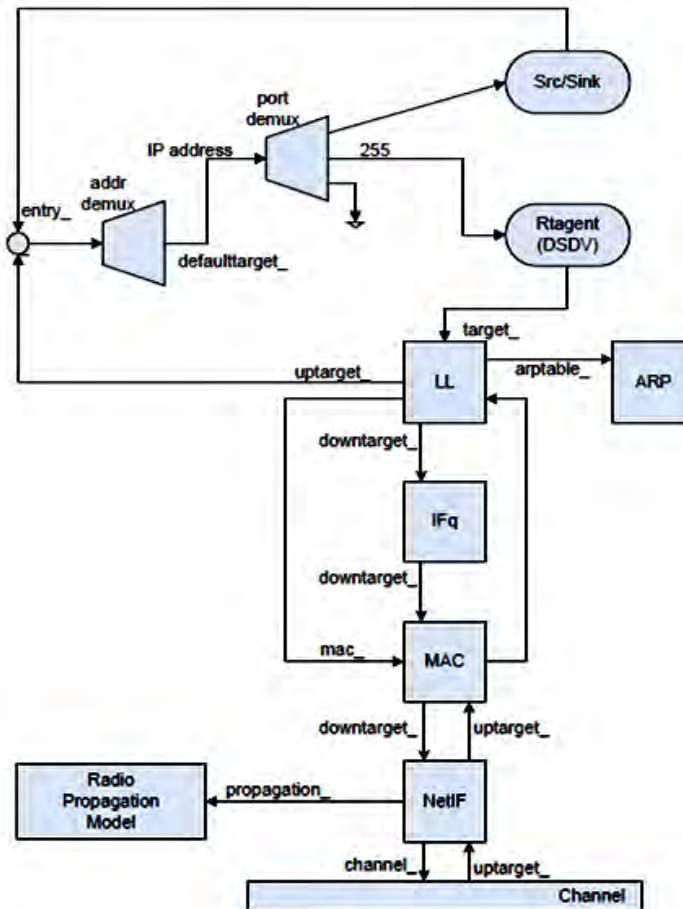 Src/Sink
port
demux
IP address
255
addr
demux
entry_
defaulttarget_
Rtagent
(DSDV)
target_
uptarget_
LL
arptable_
ARP
downtarget_
IFq
downtarget_
mac_
MAC
downtarget_
uptarget_
Radio
Propagation
Model
propagation_
NetIF
channel_
uptarget_
Channel